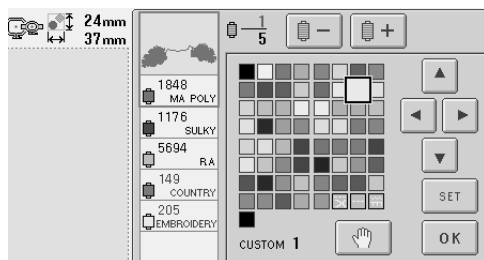 24mm
37mm
1
5
1848
MA POLY
1176
SULKY
5694
RA
149
COUNTRY
205
EMBROIDERY
CUSTOM 1
SET
OK